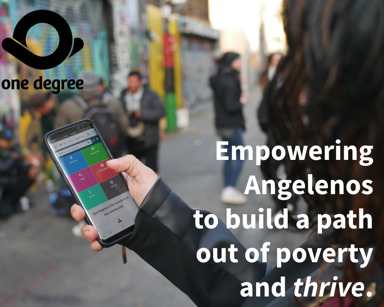 one degree
Empowering
Angelenos
to build a path
out of poverty
and thrive.